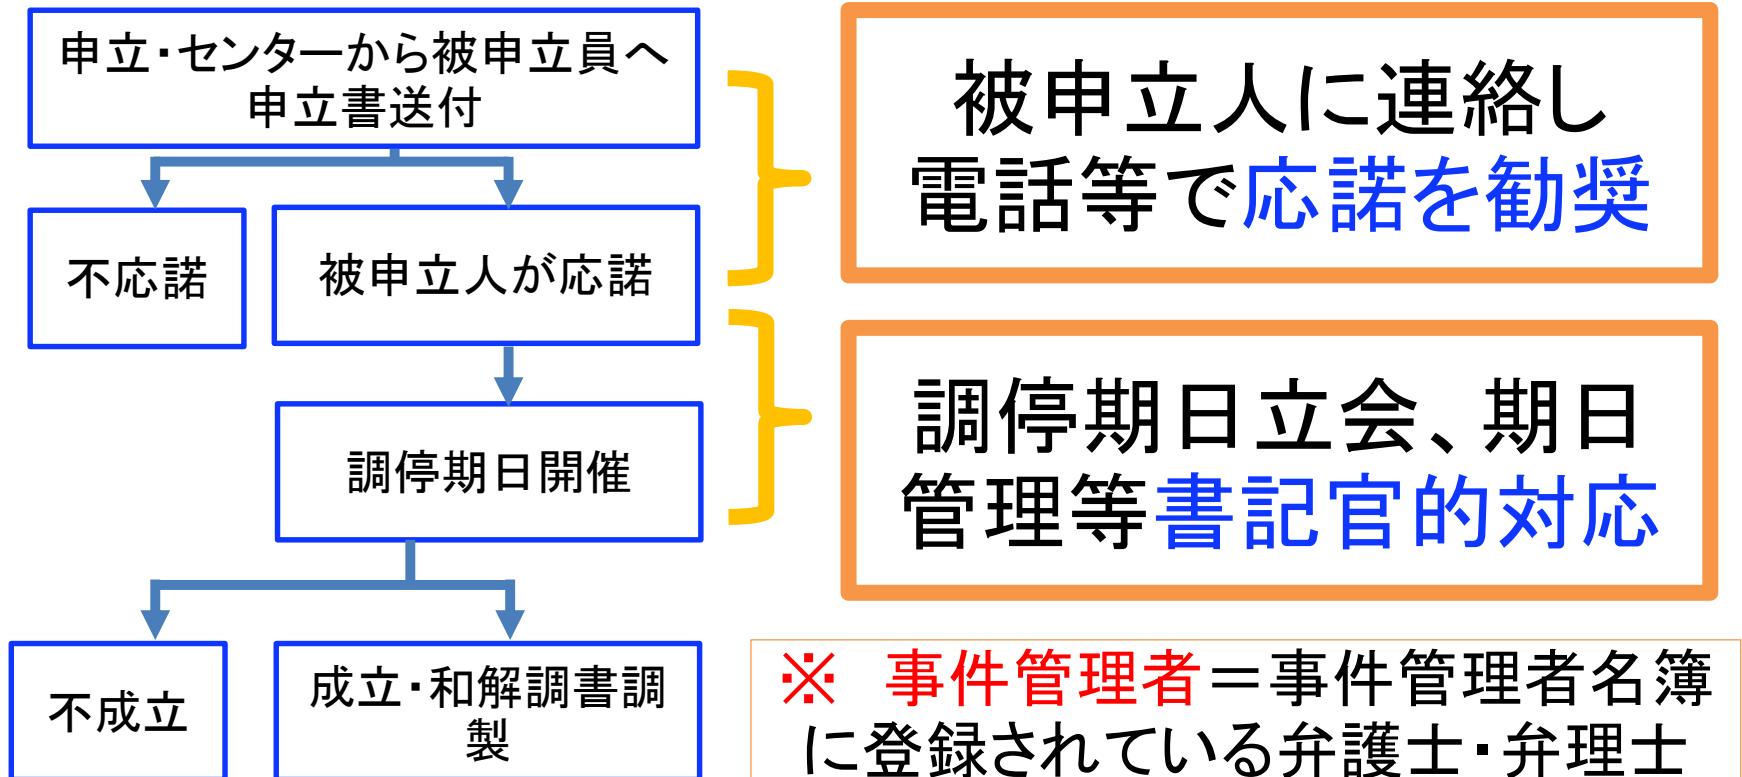 申立・センターから被申立員へ
申立書送付
不応諾
被申立人が応諾
調停期日開催
不成立
成立・和解調書調
製
被申立人に連絡し
電話等で応諾を勧奨
調停期日立会、期日
管理等書記官的対応
※　事件管理者＝事件管理者名簿
に登録されている弁護士・弁理士